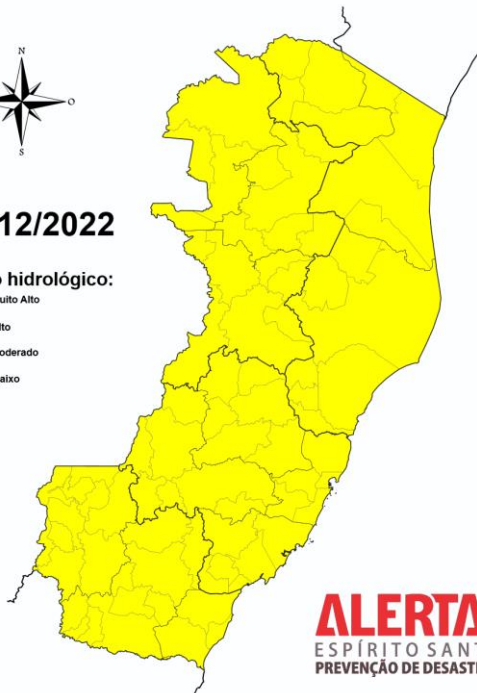 N
O
S
12/2022
o hidrológico:
uito Alto
lto
oderado
aixo
ALERTA
ESPÍRITO SANT
PREVENÇÃO DE DESAST